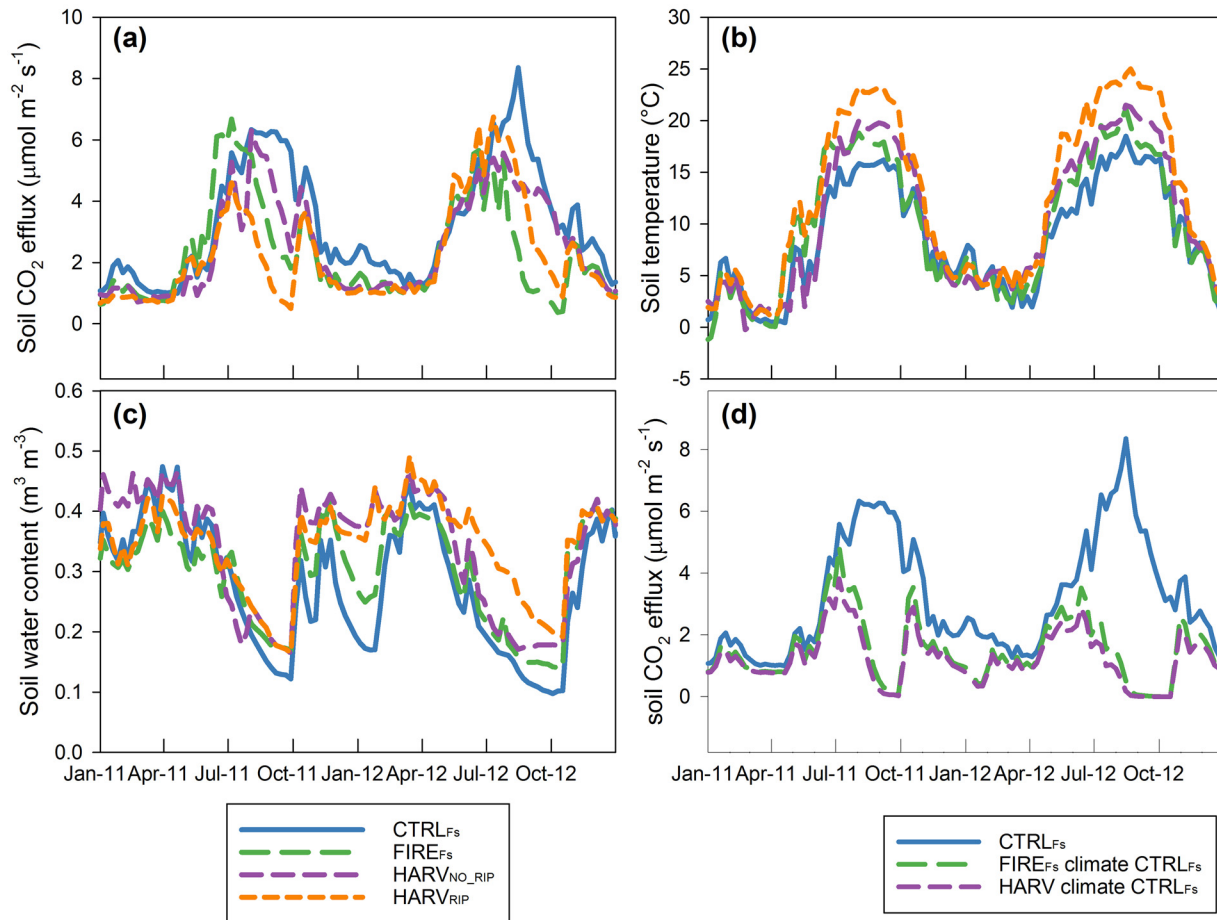 (a)
Soil CO₂ efflux (µmol m⁻² s⁻¹)
10
8
6
4
2
0
(b)
Soil temperature (°C)
30
25
20
15
10
5
0
-5
(c)
Soil water content (m³ m⁻³)
0.6
0.5
0.4
0.3
0.2
0.1
0.0
Jan-11 Apr-11 Jul-11 Oct-11 Jan-12 Apr-12 Jul-12 Oct-12
(d)
soil CO₂ efflux (µmol m⁻² s⁻¹)
8
6
4
2
0
Jan-11 Apr-11 Jul-11 Oct-11 Jan-12 Apr-12 Jul-12 Oct-12
CTRLFs
FIREFs
HARVNO_RIP
HARVRIP
CTRLFs
FIREFs climate CTRLFs
HARV climate CTRLFs